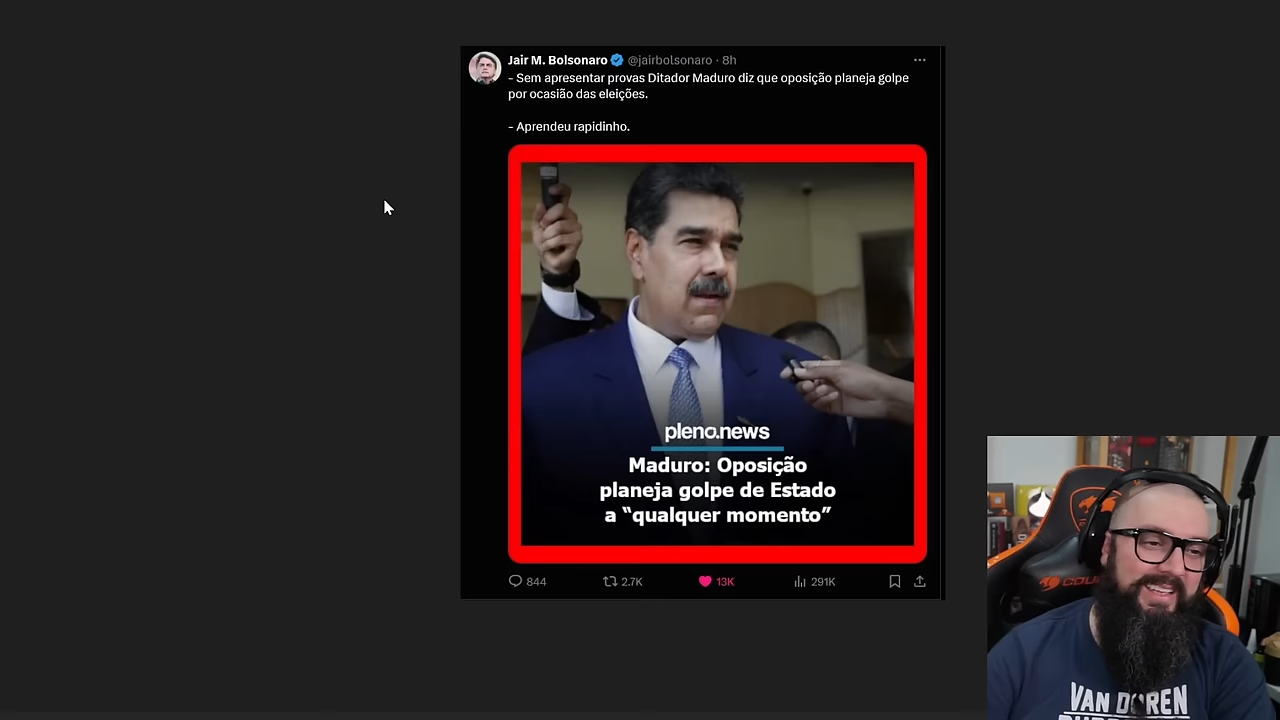 Jair M. Bolsonaro @jairbolsonaro · 8h
- Sem apresentar provas Ditador Maduro diz que oposição planeja golpe
por ocasião das eleições.
- Aprendeu rapidinho.
pleno.news
Maduro: Oposição
planeja golpe de Estado
a “qualquer momento”
844 2.7K 13K 291K
VAN DOREN